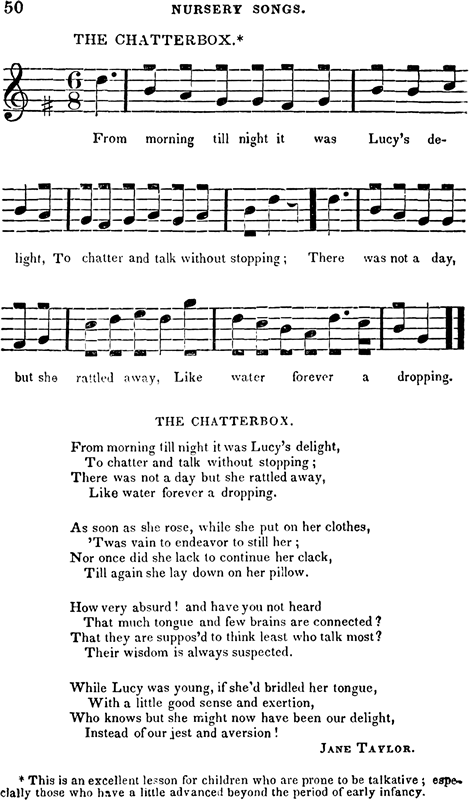 50 NURSERY SONGS.
THE CHATTERBOX.*
6
8
From morning till night it was Lucy's de-
light, To chatter and talk without stopping; There was not a day,
but she rattled away, Like water forever a dropping.
THE CHATTERBOX.
From morning till night it was Lucy's delight,
To chatter and talk without stopping;
There was not a day but she rattled away,
Like water forever a dropping.
As soon as she rose, while she put on her clothes,
'Twas vain to endeavor to still her;
Nor once did she lack to continue her clack,
Till again she lay down on her pillow.
How very absurd! and have you not heard
That much tongue and few brains are connected?
That they are suppos'd to think least who talk most?
Their wisdom is always suspected.
While Lucy was young, if she'd bridled her tongue,
With a little good sense and exertion,
Who knows but she might now have been our delight,
Instead of our jest and aversion!
JANE TAYLOR.
* This is an excellent lesson for children who are prone to be talkative; espe-
cially those who have a little advanced beyond the period of early infancy.